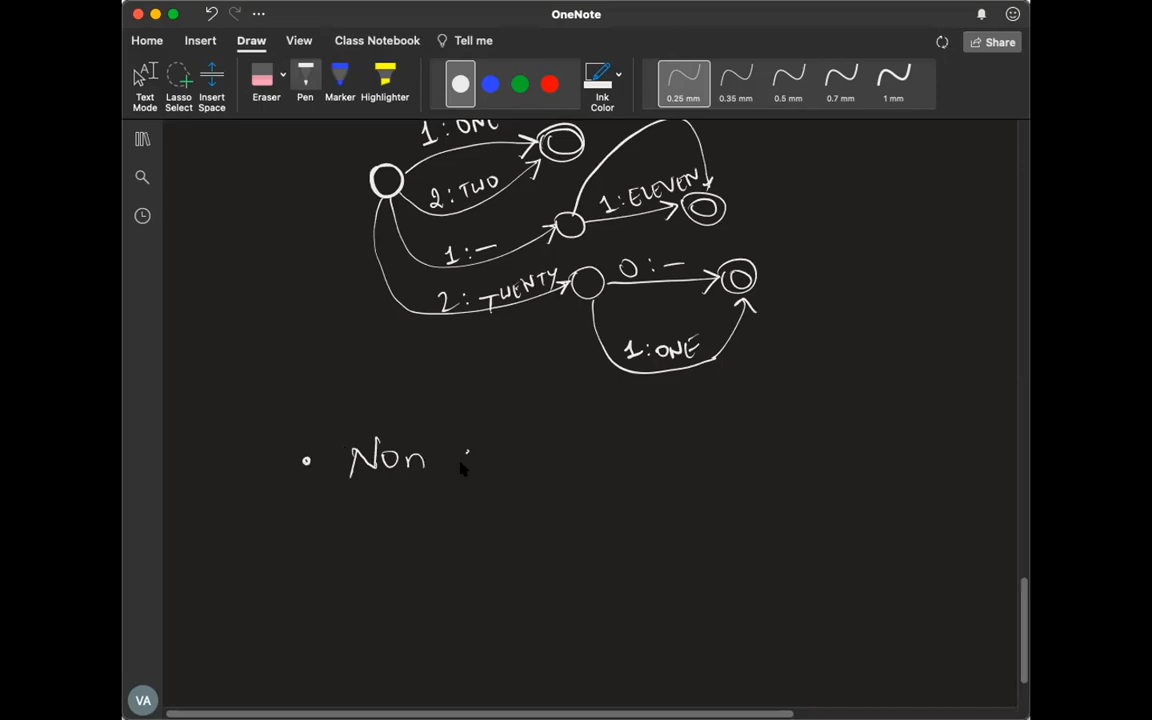 OneNote
Home Insert Draw View Class Notebook Tell me Share
Text Mode Lasso Select Insert Space Eraser Pen Marker Highlighter Ink Color 0.25 mm 0.35 mm 0.5 mm 0.7 mm 1 mm
1:ONE
2:TWO
1:ELEVEN
1:-
2:TWENTY
0:-
1:ONE
• Non
VA